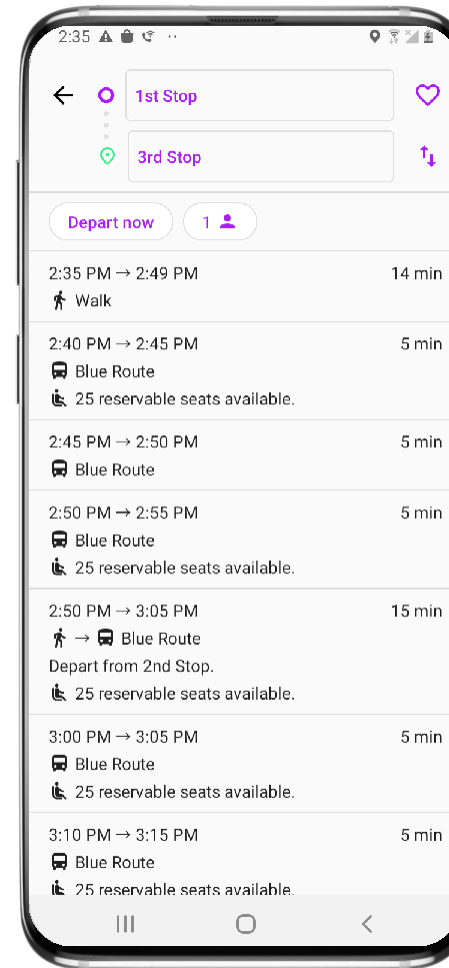 2:35
1st Stop
3rd Stop
Depart now
1
2:35 PM → 2:49 PM 14 min
Walk
2:40 PM → 2:45 PM 5 min
Blue Route
25 reservable seats available.
2:45 PM → 2:50 PM 5 min
Blue Route
2:50 PM → 2:55 PM 5 min
Blue Route
25 reservable seats available.
2:50 PM → 3:05 PM 15 min
→ Blue Route
Depart from 2nd Stop.
25 reservable seats available.
3:00 PM → 3:05 PM 5 min
Blue Route
25 reservable seats available.
3:10 PM → 3:15 PM 5 min
Blue Route
25 reservable seats available.